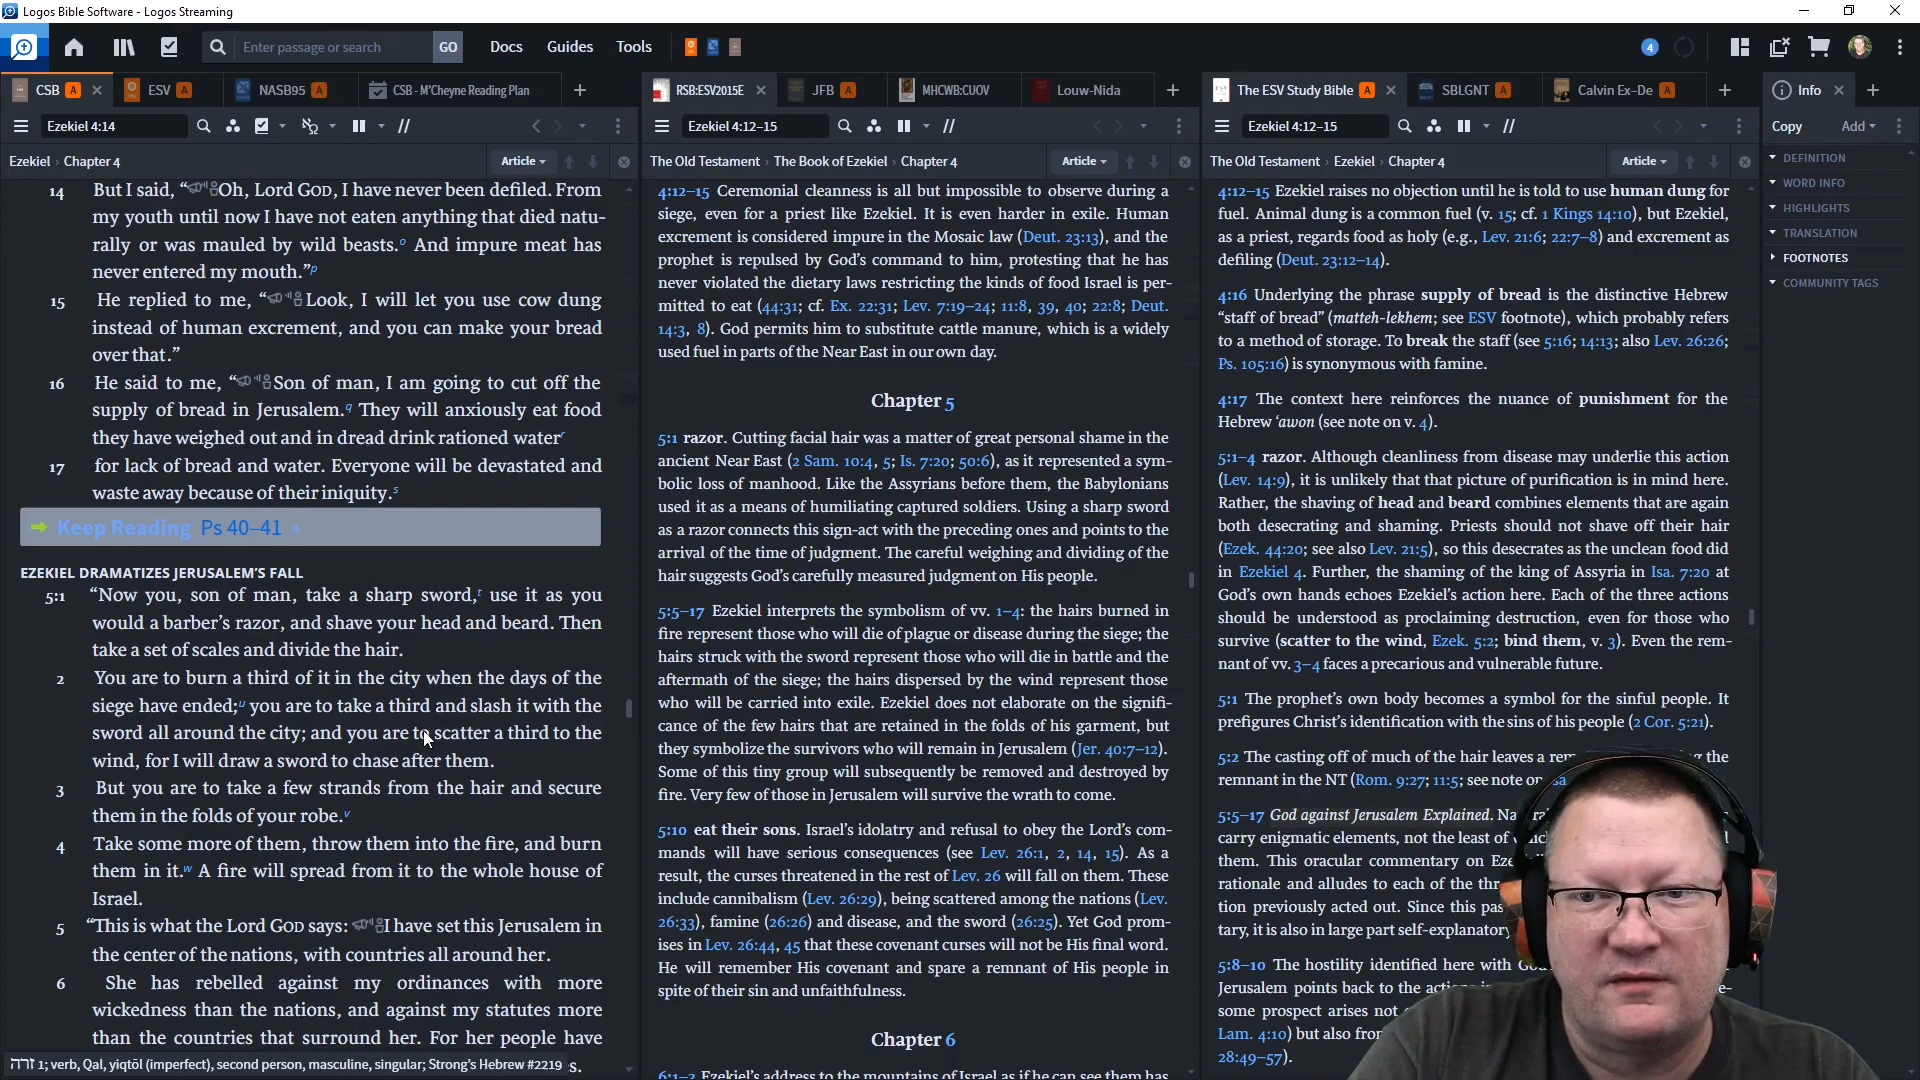 Logos Bible Software - Logos Streaming
Enter passage or search
GO
Docs
Guides
Tools
4
CSB A
ESV A
NASB95 A
CSB - M'Cheyne Reading Plan
RSB:ESV2015E
JFB A
MHCWB:CUOV
Louw-Nida
The ESV Study Bible A
SBLGNT A
Calvin Ex–De A
Info
Ezekiel 4:14
Ezekiel 4:12–15
Ezekiel 4:12–15
Copy
Add
Ezekiel › Chapter 4
Article
The Old Testament › The Book of Ezekiel › Chapter 4
Article
The Old Testament › Ezekiel › Chapter 4
Article
DEFINITION
WORD INFO
HIGHLIGHTS
TRANSLATION
FOOTNOTES
COMMUNITY TAGS
14 But I said, “Oh, Lord GOD, I have never been defiled. From
my youth until now I have not eaten anything that died natu-
rally or was mauled by wild beasts.o And impure meat has
never entered my mouth.”p
15 He replied to me, “Look, I will let you use cow dung
instead of human excrement, and you can make your bread
over that.”
16 He said to me, “Son of man, I am going to cut off the
supply of bread in Jerusalem.q They will anxiously eat food
they have weighed out and in dread drink rationed waterr
17 for lack of bread and water. Everyone will be devastated and
waste away because of their iniquity.s
Keep Reading Ps 40–41 »
EZEKIEL DRAMATIZES JERUSALEM’S FALL
5:1 “Now you, son of man, take a sharp sword,t use it as you
would a barber’s razor, and shave your head and beard. Then
take a set of scales and divide the hair.
2 You are to burn a third of it in the city when the days of the
siege have ended;u you are to take a third and slash it with the
sword all around the city; and you are to scatter a third to the
wind, for I will draw a sword to chase after them.
3 But you are to take a few strands from the hair and secure
them in the folds of your robe.v
4 Take some more of them, throw them into the fire, and burn
them in it.w A fire will spread from it to the whole house of
Israel.
5 “This is what the Lord GOD says: I have set this Jerusalem in
the center of the nations, with countries all around her.
6 She has rebelled against my ordinances with more
wickedness than the nations, and against my statutes more
than the countries that surround her. For her people have
זרה 1; verb, Qal, yiqtōl (imperfect), second person, masculine, singular; Strong’s Hebrew #2219 s.
4:12–15 Ceremonial cleanness is all but impossible to observe during a
siege, even for a priest like Ezekiel. It is even harder in exile. Human
excrement is considered impure in the Mosaic law (Deut. 23:13), and the
prophet is repulsed by God’s command to him, protesting that he has
never violated the dietary laws restricting the kinds of food Israel is per-
mitted to eat (44:31; cf. Ex. 22:31; Lev. 7:19–24; 11:8, 39, 40; 22:8; Deut.
14:3, 8). God permits him to substitute cattle manure, which is a widely
used fuel in parts of the Near East in our own day.
Chapter 5
5:1 razor. Cutting facial hair was a matter of great personal shame in the
ancient Near East (2 Sam. 10:4, 5; Is. 7:20; 50:6), as it represented a sym-
bolic loss of manhood. Like the Assyrians before them, the Babylonians
used it as a means of humiliating captured soldiers. Using a sharp sword
as a razor connects this sign-act with the preceding ones and points to the
arrival of the time of judgment. The careful weighing and dividing of the
hair suggests God’s carefully measured judgment on His people.
5:5–17 Ezekiel interprets the symbolism of vv. 1–4: the hairs burned in
fire represent those who will die of plague or disease during the siege; the
hairs struck with the sword represent those who will die in battle and the
aftermath of the siege; the hairs dispersed by the wind represent those
who will be carried into exile. Ezekiel does not elaborate on the signifi-
cance of the few hairs that are retained in the folds of his garment, but
they symbolize the survivors who will remain in Jerusalem (Jer. 40:7–12).
Some of this tiny group will subsequently be removed and destroyed by
fire. Very few of those in Jerusalem will survive the wrath to come.
5:10 eat their sons. Israel’s idolatry and refusal to obey the Lord’s com-
mands will have serious consequences (see Lev. 26:1, 2, 14, 15). As a
result, the curses threatened in the rest of Lev. 26 will fall on them. These
include cannibalism (Lev. 26:29), being scattered among the nations (Lev.
26:33), famine (26:26) and disease, and the sword (26:25). Yet God prom-
ises in Lev. 26:44, 45 that these covenant curses will not be His final word.
He will remember His covenant and spare a remnant of His people in
spite of their sin and unfaithfulness.
Chapter 6
6:1–3 Ezekiel’s address to the mountains of Israel as if he can see them has
4:12–15 Ezekiel raises no objection until he is told to use human dung for
fuel. Animal dung is a common fuel (v. 15; cf. 1 Kings 14:10), but Ezekiel,
as a priest, regards food as holy (e.g., Lev. 21:6; 22:7–8) and excrement as
defiling (Deut. 23:12–14).
4:16 Underlying the phrase supply of bread is the distinctive Hebrew
“staff of bread” (matteh-lekhem; see ESV footnote), which probably refers
to a method of storage. To break the staff (see 5:16; 14:13; also Lev. 26:26;
Ps. 105:16) is synonymous with famine.
4:17 The context here reinforces the nuance of punishment for the
Hebrew ‘awon (see note on v. 4).
5:1–4 razor. Although cleanliness from disease may underlie this action
(Lev. 14:9), it is unlikely that that picture of purification is in mind here.
Rather, the shaving of head and beard combines elements that are again
both desecrating and shaming. Priests should not shave off their hair
(Ezek. 44:20; see also Lev. 21:5), so this desecrates as the unclean food did
in Ezekiel 4. Further, the shaming of the king of Assyria in Isa. 7:20 at
God’s own hands echoes Ezekiel’s action here. Each of the three actions
should be understood as proclaiming destruction, even for those who
survive (scatter to the wind, Ezek. 5:2; bind them, v. 3). Even the rem-
nant of vv. 3–4 faces a precarious and vulnerable future.
5:1 The prophet’s own body becomes a symbol for the sinful people. It
prefigures Christ’s identification with the sins of his people (2 Cor. 5:21).
5:2 The casting off of much of the hair leaves a the
remnant in the NT (Rom. 9:27; 11:5; see note on
5:5–17 God against Jerusalem Explained.
carry enigmatic elements, not the least of
them. This oracular commentary on
rationale and alludes to each of the
tion previously acted out. Since this
tary, it is also in large part self-explanatory
5:8–10 The hostility identified here with
Jerusalem points back to the
some prospect arises not
Lam. 4:10) but also
28:49–57).